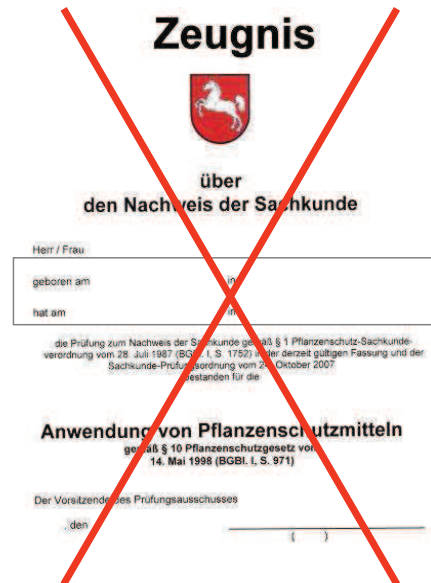 Zeugnis
über
den Nachweis der Sachkunde
Herr / Frau
geboren am in
hat am in
die Prüfung zum Nachweis der Sachkunde gemäß § 1 Pflanzenschutz-Sachkunde-
verordnung vom 28. Juli 1987 (BGBl. I, S. 1752) in der derzeit gültigen Fassung und der
Sachkunde-Prüfungsordnung vom 24. Oktober 2007
bestanden für die
Anwendung von Pflanzenschutzmitteln
gemäß § 10 Pflanzenschutzgesetz vom
14. Mai 1998 (BGBl. I, S. 971)
Der Vorsitzende des Prüfungsausschusses
, den
( )